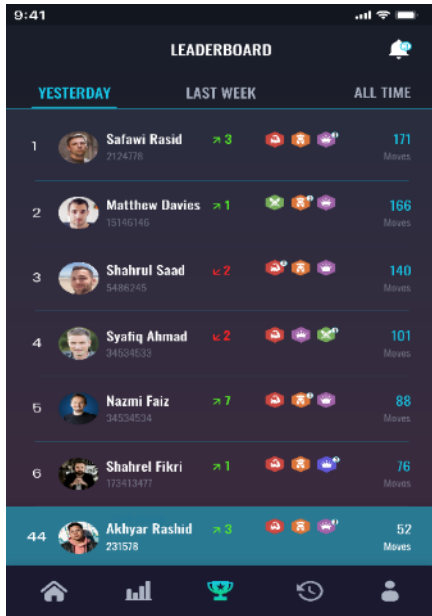 9:41
LEADERBOARD
YESTERDAY LAST WEEK ALL TIME
1 Safawi Rasid 3 171
2124778 Moves
2 Matthew Davies 1 166
15146146 Moves
3 Shahrul Saad 2 140
5486245 Moves
4 Syafiq Ahmad 2 101
34534533 Moves
5 Nazmi Faiz 7 88
34534534 Moves
6 Shahrel Fikri 1 76
173413477 Moves
44 Akhyar Rashid 3 52
231578 Moves